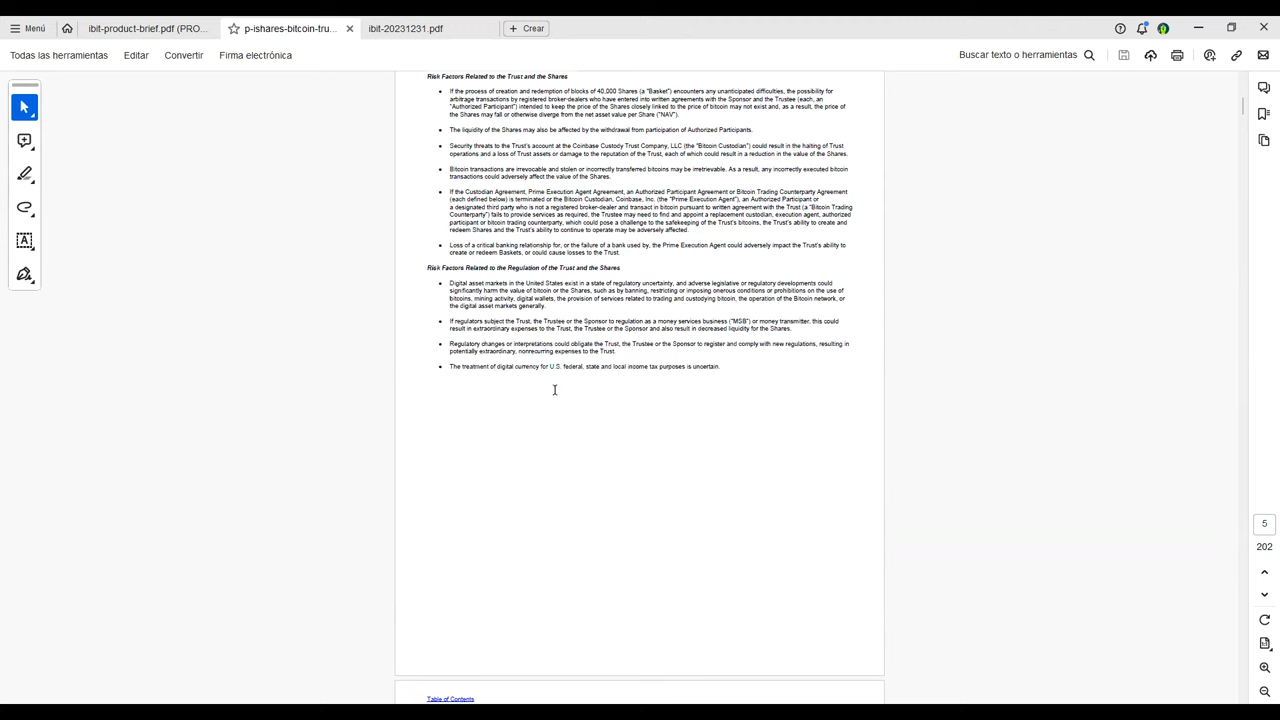 Menú
ibit-product-brief.pdf (PRO...
p-ishares-bitcoin-tru...
ibit-20231231.pdf
Crear
Todas las herramientas
Editar
Convertir
Firma electrónica
Buscar texto o herramientas
Risk Factors Related to the Trust and the Shares
• If the process of creation and redemption of blocks of 40,000 Shares (a "Basket") encounters any unanticipated difficulties, the possibility for
arbitrage transactions by registered broker-dealers who have entered into written agreements with the Sponsor and the Trustee (each, an
"Authorized Participant") intended to keep the price of the Shares closely linked to the price of bitcoin may not exist and, as a result, the price of
the Shares may fall or otherwise diverge from the net asset value per Share ("NAV").
• The liquidity of the Shares may also be affected by the withdrawal from participation of Authorized Participants.
• Security threats to the Trust's account at the Coinbase Custody Trust Company, LLC (the "Bitcoin Custodian") could result in the halting of Trust
operations and a loss of Trust assets or damage to the reputation of the Trust, each of which could result in a reduction in the value of the Shares.
• Bitcoin transactions are irrevocable and stolen or incorrectly transferred bitcoins may be irretrievable. As a result, any incorrectly executed bitcoin
transactions could adversely affect the value of the Shares.
• If the Custodian Agreement, Prime Execution Agent Agreement, an Authorized Participant Agreement or Bitcoin Trading Counterparty Agreement
(each defined below) is terminated or the Bitcoin Custodian, Coinbase, Inc. (the "Prime Execution Agent"), an Authorized Participant or
a designated third party who is not a registered broker-dealer and transact in bitcoin pursuant to written agreement with the Trust (a "Bitcoin Trading
Counterparty") fails to provide services as required, the Trustee may need to find and appoint a replacement custodian, execution agent, authorized
participant or bitcoin trading counterparty, which could pose a challenge to the safekeeping of the Trust's bitcoins, the Trust's ability to create and
redeem Shares and the Trust's ability to continue to operate may be adversely affected.
• Loss of a critical banking relationship for, or the failure of a bank used by, the Prime Execution Agent could adversely impact the Trust's ability to
create or redeem Baskets, or could cause losses to the Trust.
Risk Factors Related to the Regulation of the Trust and the Shares
• Digital asset markets in the United States exist in a state of regulatory uncertainty, and adverse legislative or regulatory developments could
significantly harm the value of bitcoin or the Shares, such as by banning, restricting or imposing onerous conditions or prohibitions on the use of
bitcoins, mining activity, digital wallets, the provision of services related to trading and custodying bitcoin, the operation of the Bitcoin network, or
the digital asset markets generally.
• If regulators subject the Trust, the Trustee or the Sponsor to regulation as a money services business ("MSB") or money transmitter, this could
result in extraordinary expenses to the Trust, the Trustee or the Sponsor and also result in decreased liquidity for the Shares.
• Regulatory changes or interpretations could obligate the Trust, the Trustee or the Sponsor to register and comply with new regulations, resulting in
potentially extraordinary, nonrecurring expenses to the Trust.
• The treatment of digital currency for U.S. federal, state and local income tax purposes is uncertain.
5
202
Table of Contents